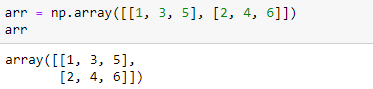 arr = np.array([[1, 3, 5], [2, 4, 6]])
arr
array([[1, 3, 5],
       [2, 4, 6]])